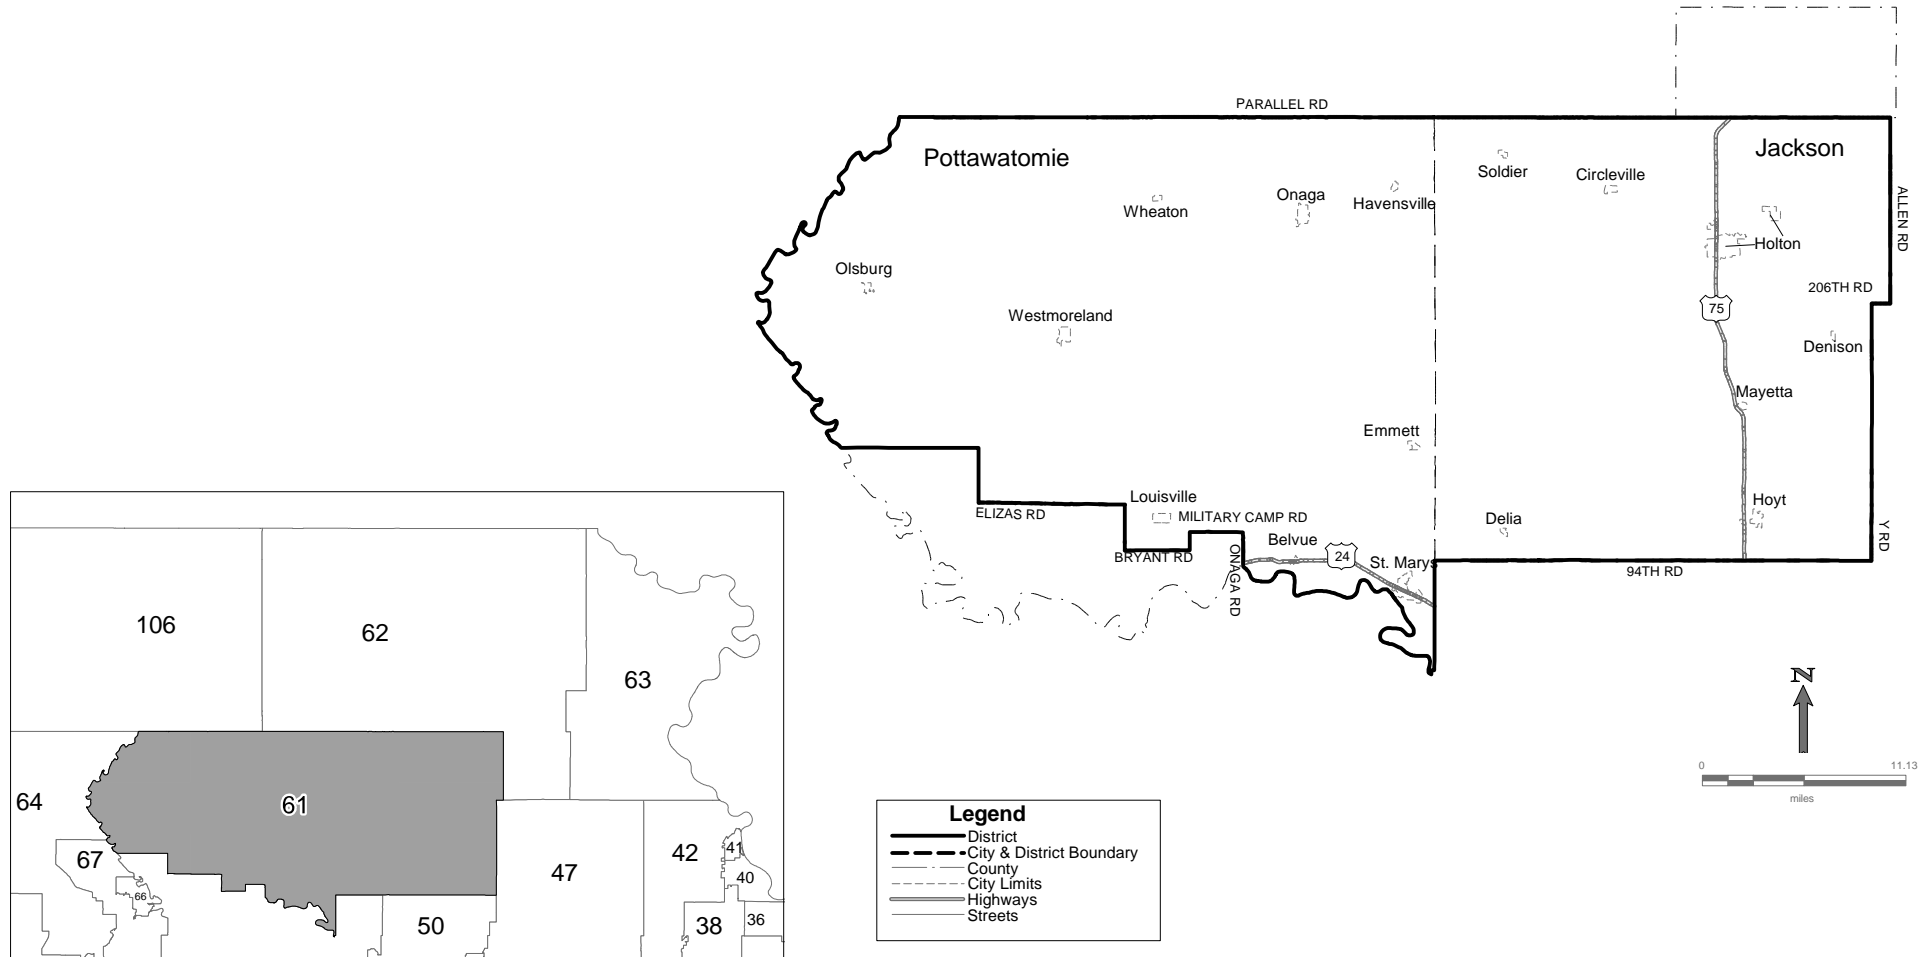 PARALLEL RD
Pottawatomie
Jackson
Soldier
Circleville
Onaga
Havensville
Wheaton
ALLEN RD
Holton
Olsburg
206TH RD
75
Westmoreland
Denison
Mayetta
Emmett
Louisville
Hoyt
ELIZAS RD
MILITARY CAMP RD
Delia
Y RD
Belvue
BRYANT RD
ONAGA RD
24
St. Marys
94TH RD
106
62
63
64
61
67
66
47
42
41
40
50
38
36
N
0
11.13
miles
Legend
District
City & District Boundary
County
City Limits
Highways
Streets